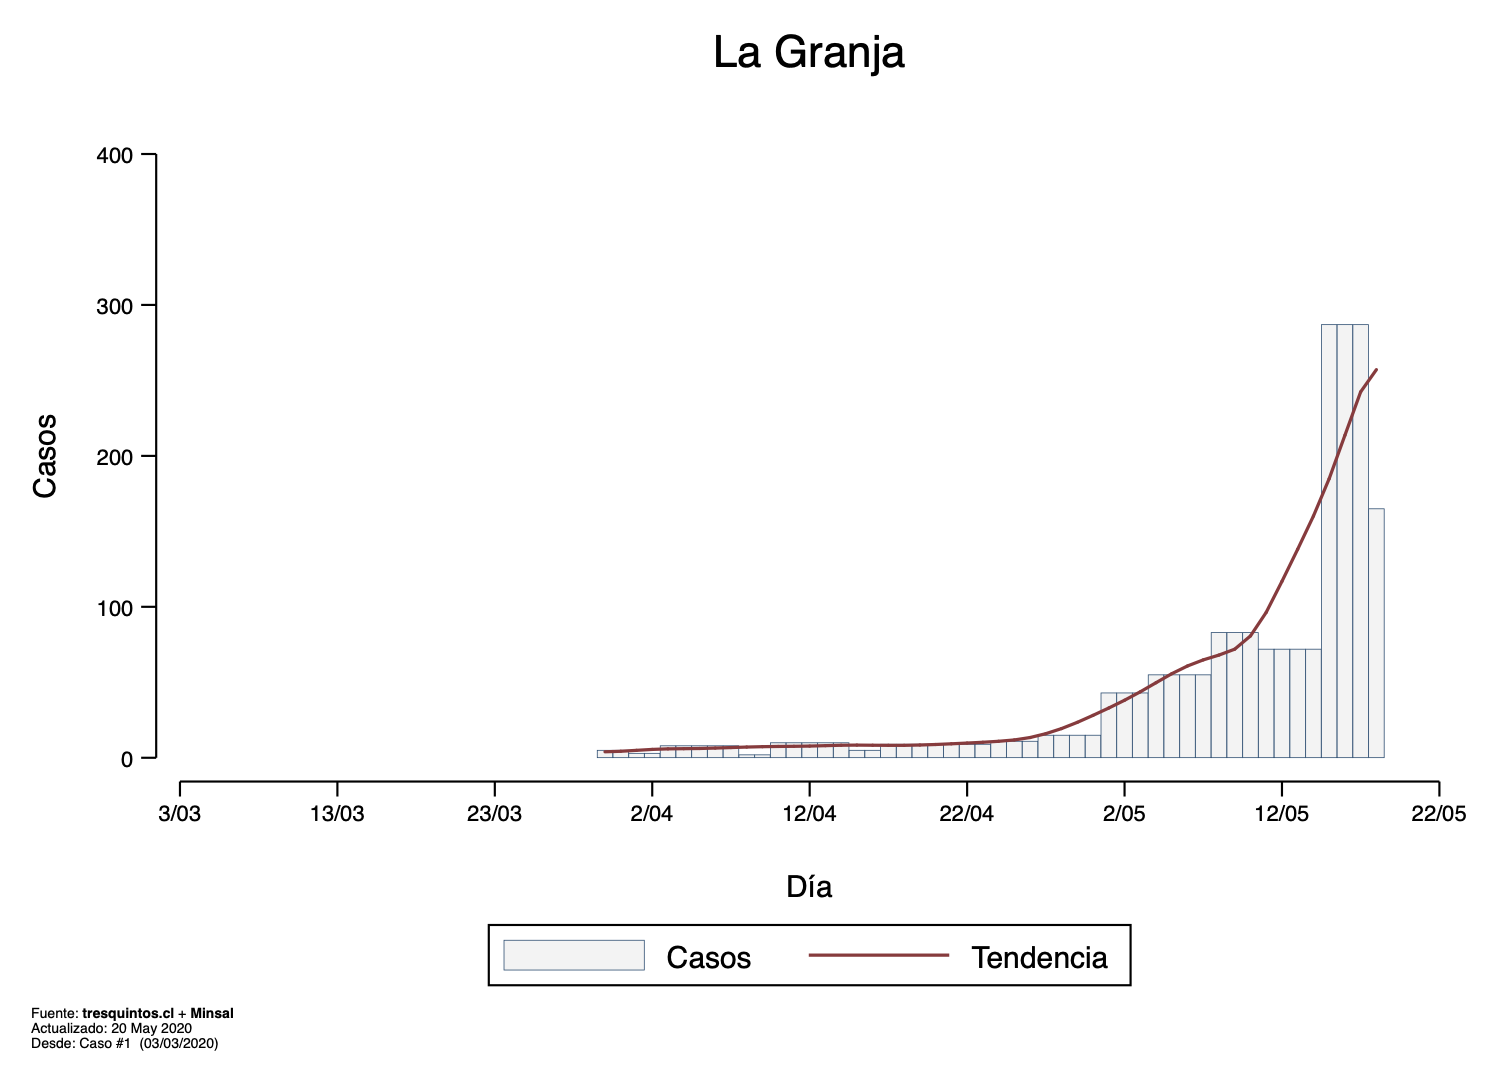 La Granja
400
300
200
100
0
Casos
3/03 13/03 23/03 2/04 12/04 22/04 2/05 12/05 22/05
Día
Casos Tendencia
Fuente: tresquintos.cl + Minsal
Actualizado: 20 May 2020
Desde: Caso #1 (03/03/2020)